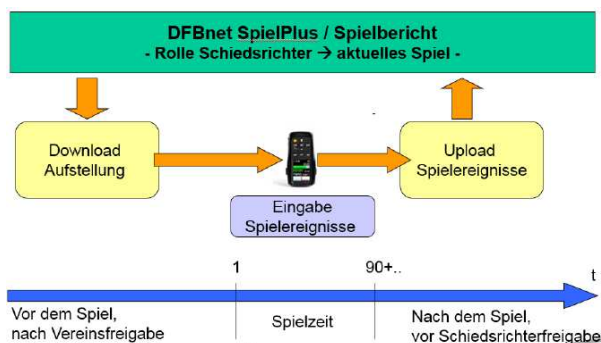 DFBnet SpielPlus / Spielbericht
- Rolle Schiedsrichter → aktuelles Spiel -
Download
Aufstellung
Upload
Spielereignisse
Eingabe
Spielereignisse
1
90+..
t
Vor dem Spiel,
nach Vereinsfreigabe
Spielzeit
Nach dem Spiel,
vor Schiedsrichterfreigabe